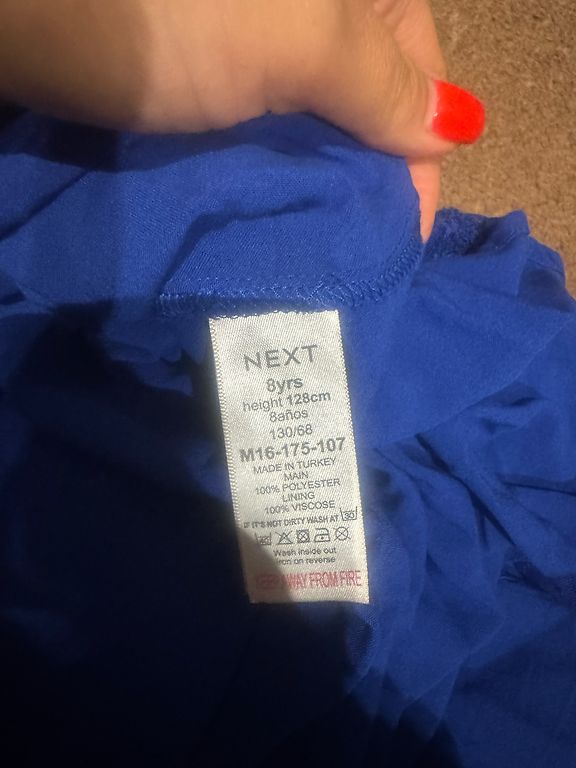 NEXT
8yrs
height 128cm
8años
130/68
M16-175-107
MADE IN TURKEY
MAIN
100% POLYESTER
LINING
100% VISCOSE
IF IT'S NOT DIRTY WASH AT 30
Wash inside out
iron on reverse
KEEP AWAY FROM FIRE